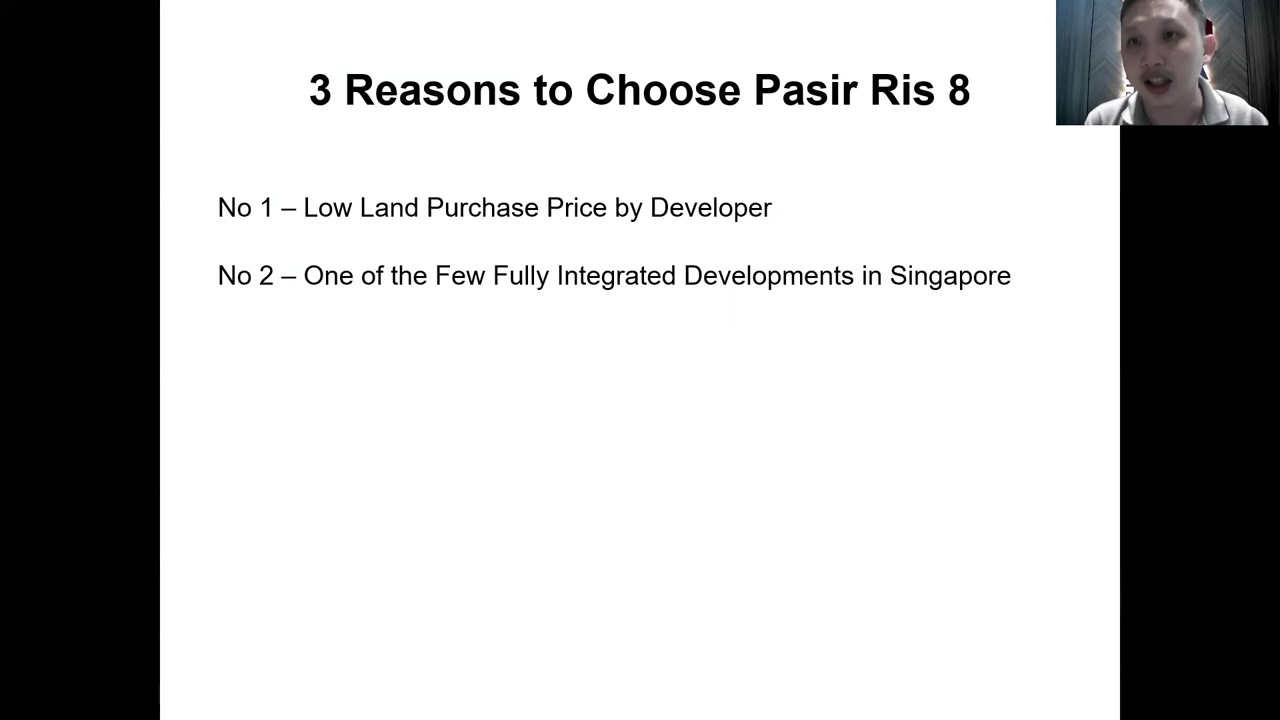 3 Reasons to Choose Pasir Ris 8
No 1 – Low Land Purchase Price by Developer
No 2 – One of the Few Fully Integrated Developments in Singapore